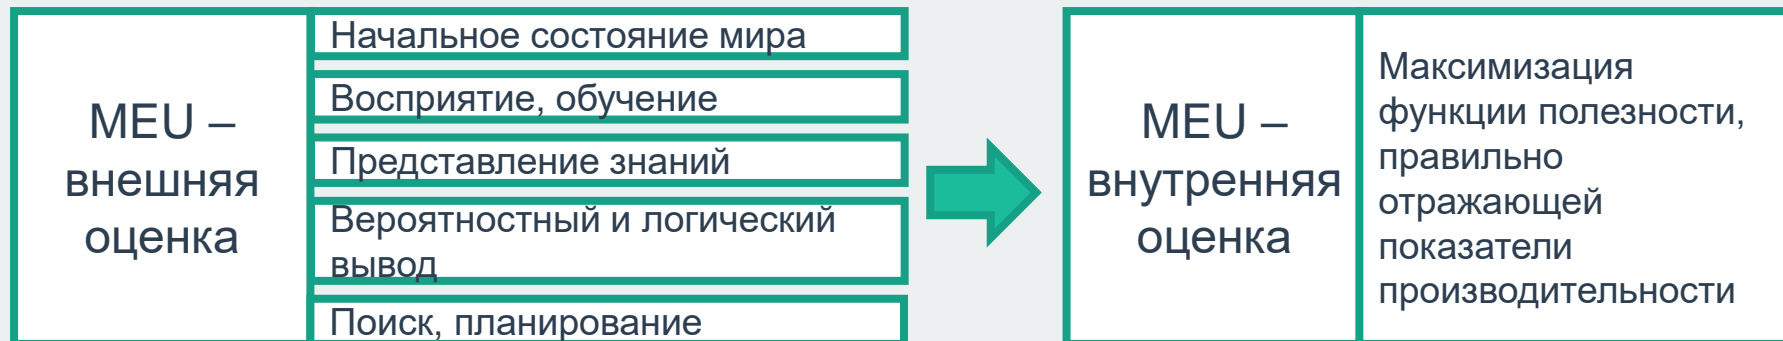 MEU –
внешняя
оценка
Начальное состояние мира
Восприятие, обучение
Представление знаний
Вероятностный и логический
вывод
Поиск, планирование
MEU –
внутренняя
оценка
Максимизация
функции полезности,
правильно
отражающей
показатели
производительности